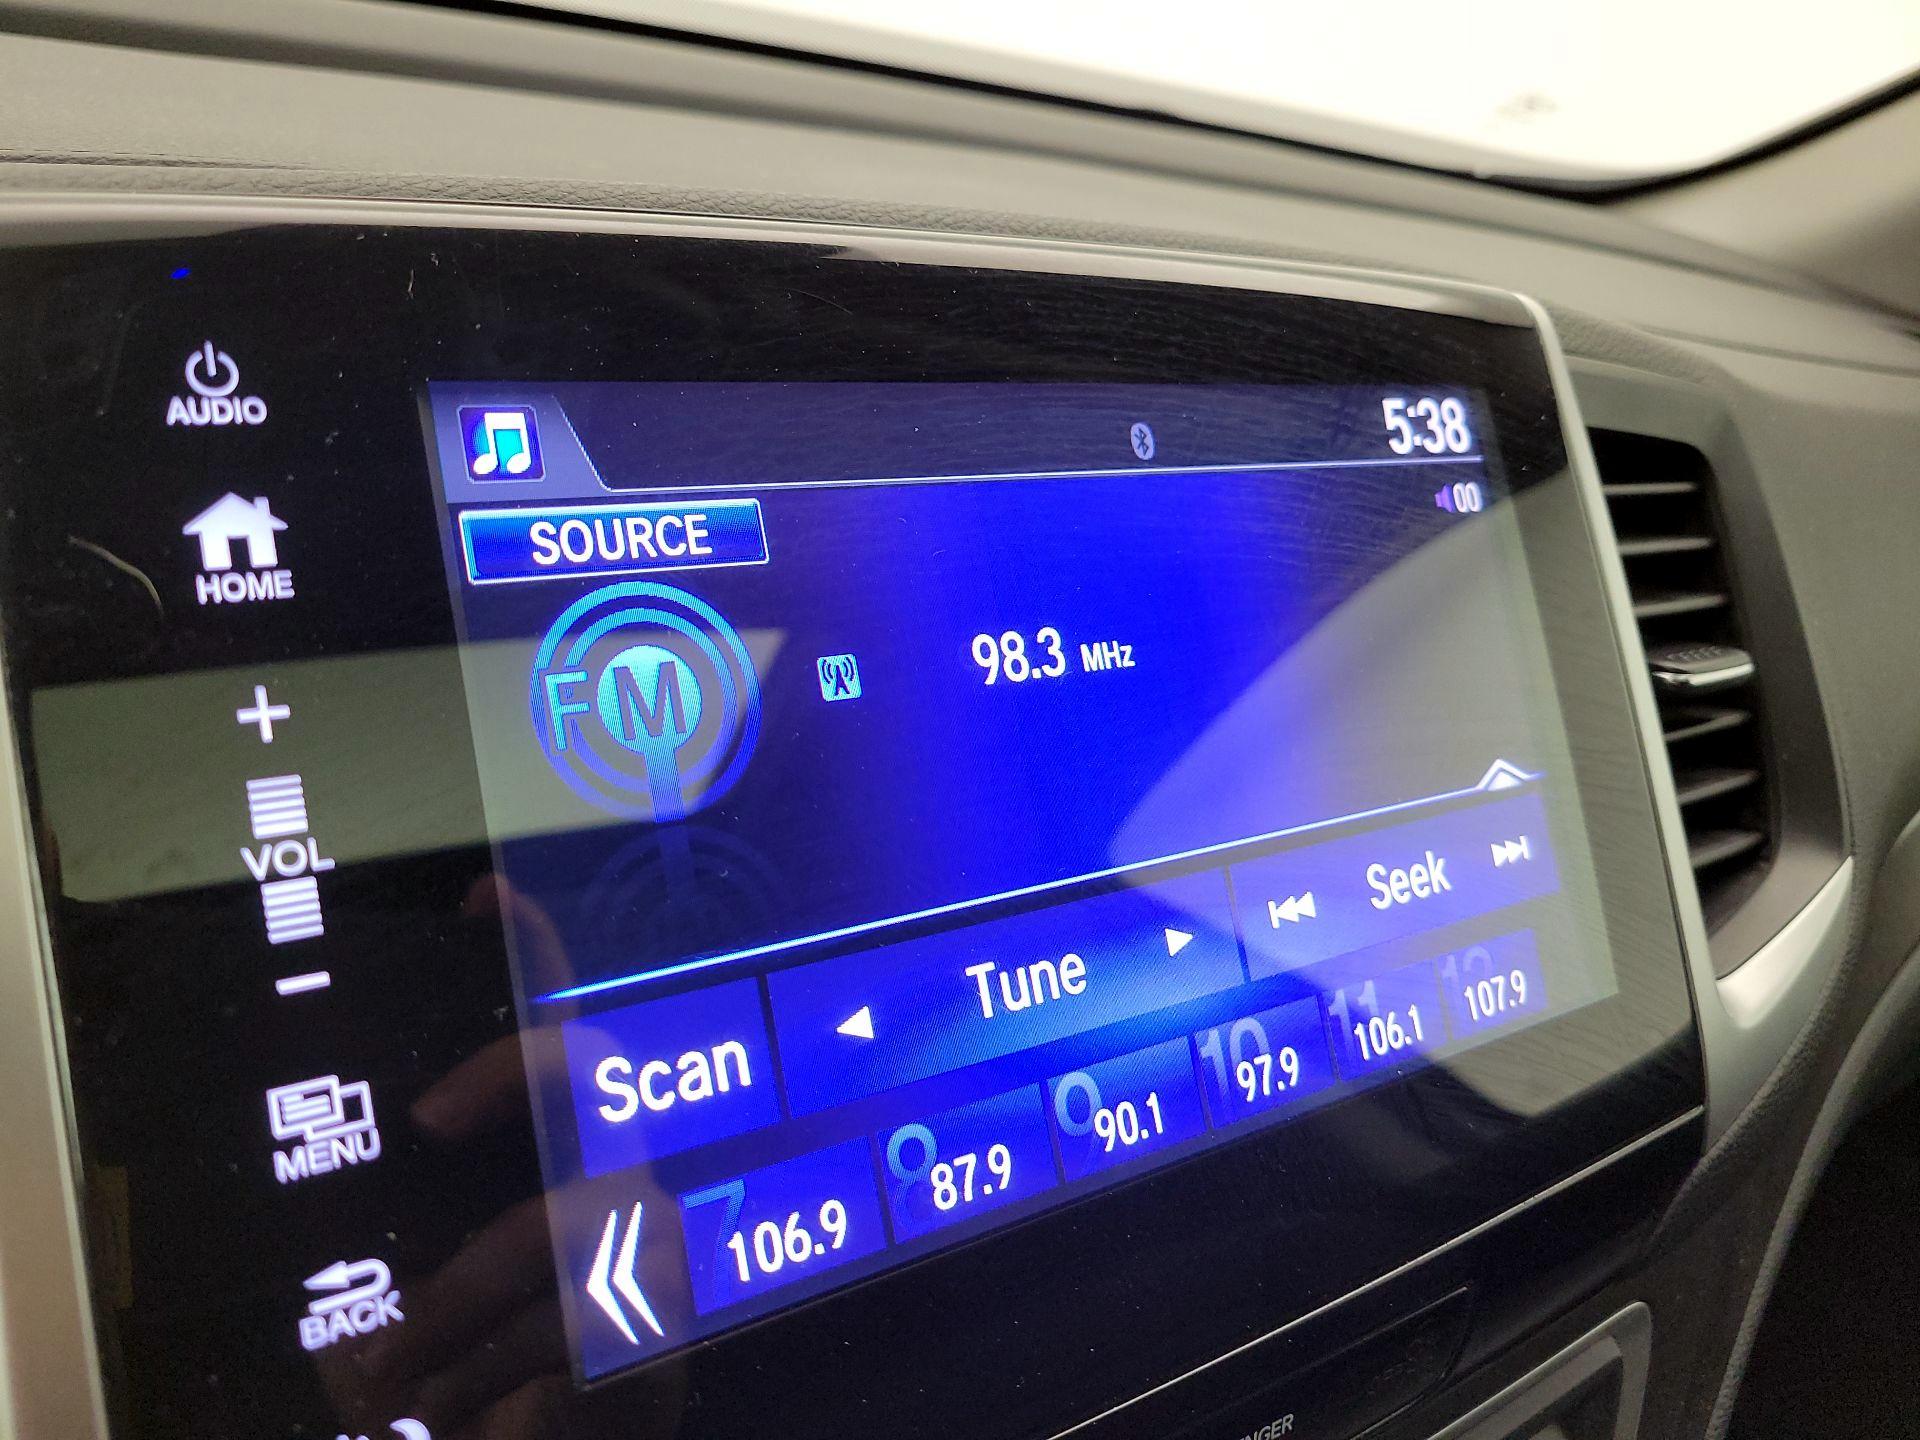 AUDIO
5:38
00
SOURCE
HOME
FM
98.3 MHz
+
VOL
−
Scan
Tune
Seek
MENU
7 106.9
8 87.9
9 90.1
10 97.9
11 106.1
12 107.9
BACK